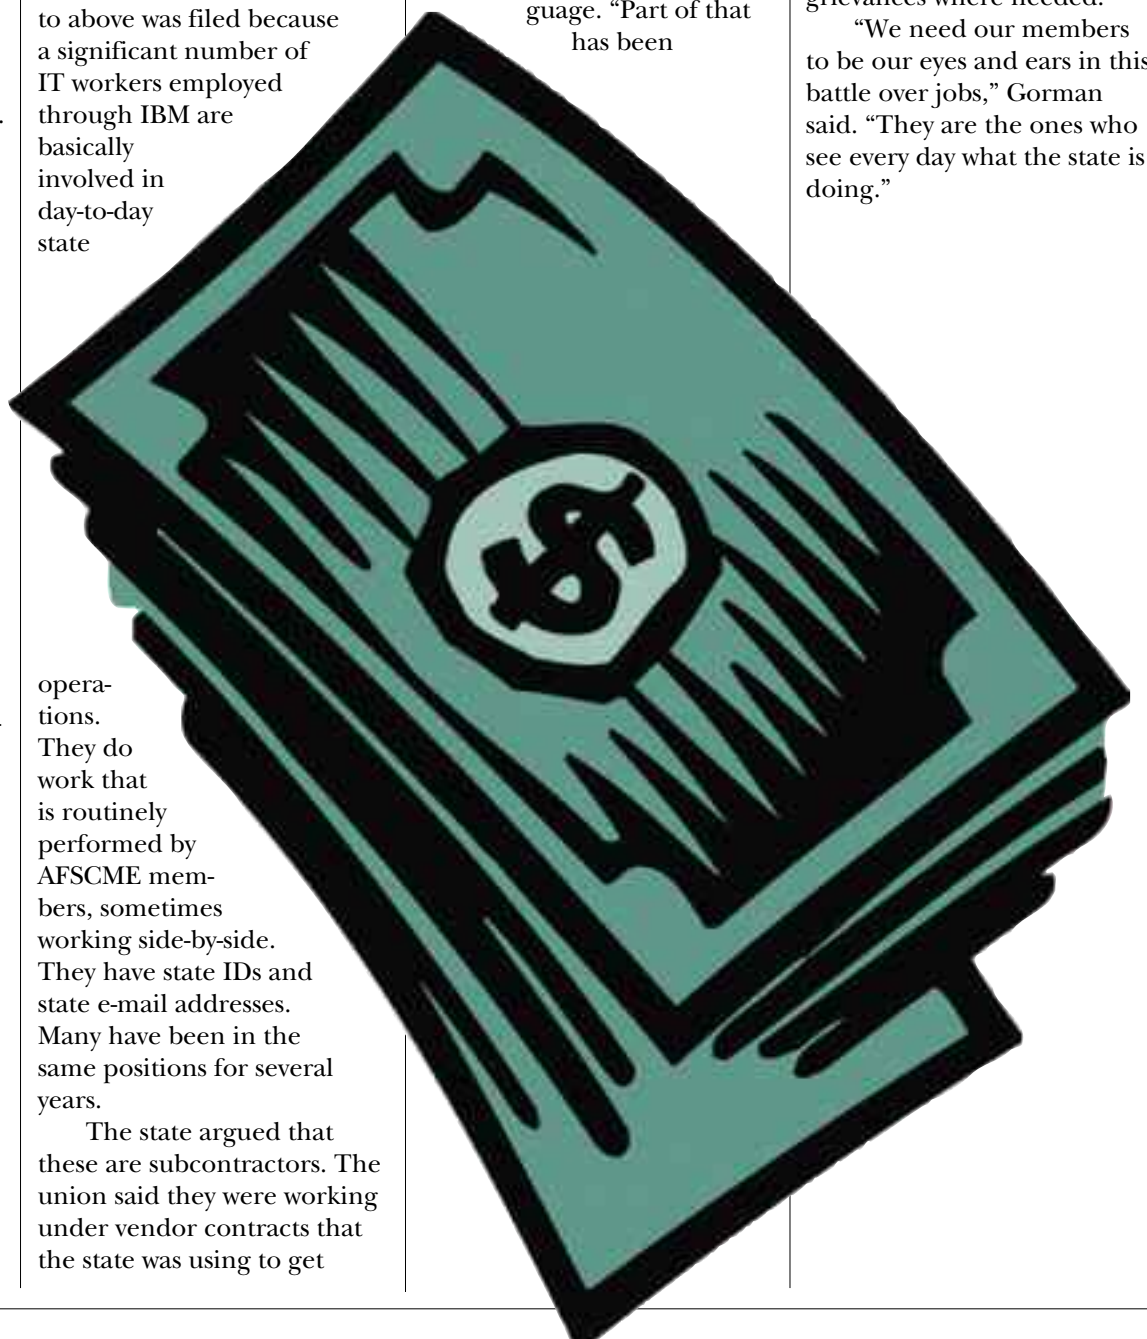 to above was filed because
a significant number of
IT workers employed
through IBM are
basically
involved in
day-to-day
state
opera-
tions.
They do
work that
is routinely
performed by
AFSCME mem-
bers, sometimes
working side-by-side.
They have state IDs and
state e-mail addresses.
Many have been in the
same positions for several
years.
The state argued that
these are subcontractors. The
union said they were working
under vendor contracts that
the state was using to get
guage. “Part of that
has been
$
grievances where needed.
“We need our members
to be our eyes and ears in this
battle over jobs,” Gorman
said. “They are the ones who
see every day what the state is
doing.”